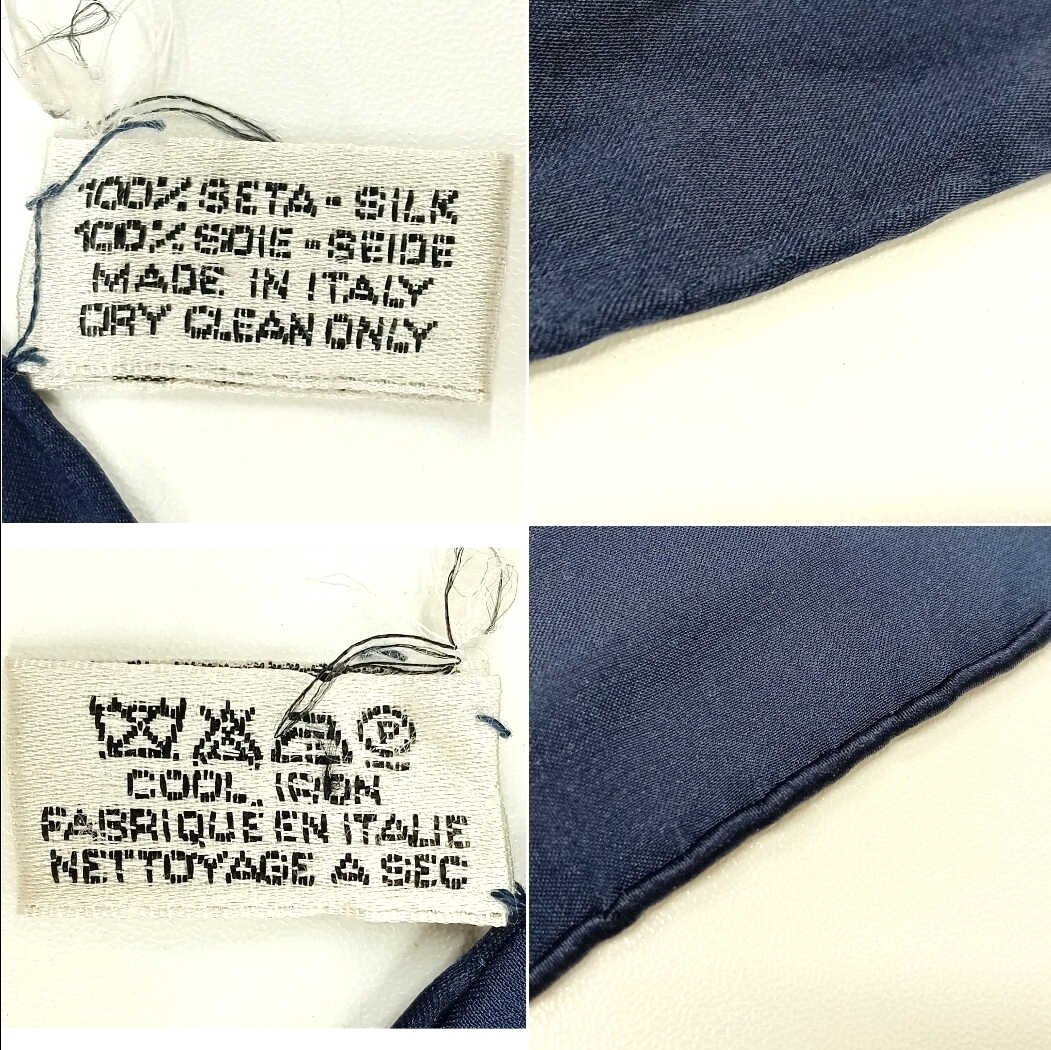 100% SETA - SILK
100% SOIE - SEIDE
MADE IN ITALY
DRY CLEAN ONLY
P
COOL IRON
FABRIQUE EN ITALIE
NETTOYAGE A SEC